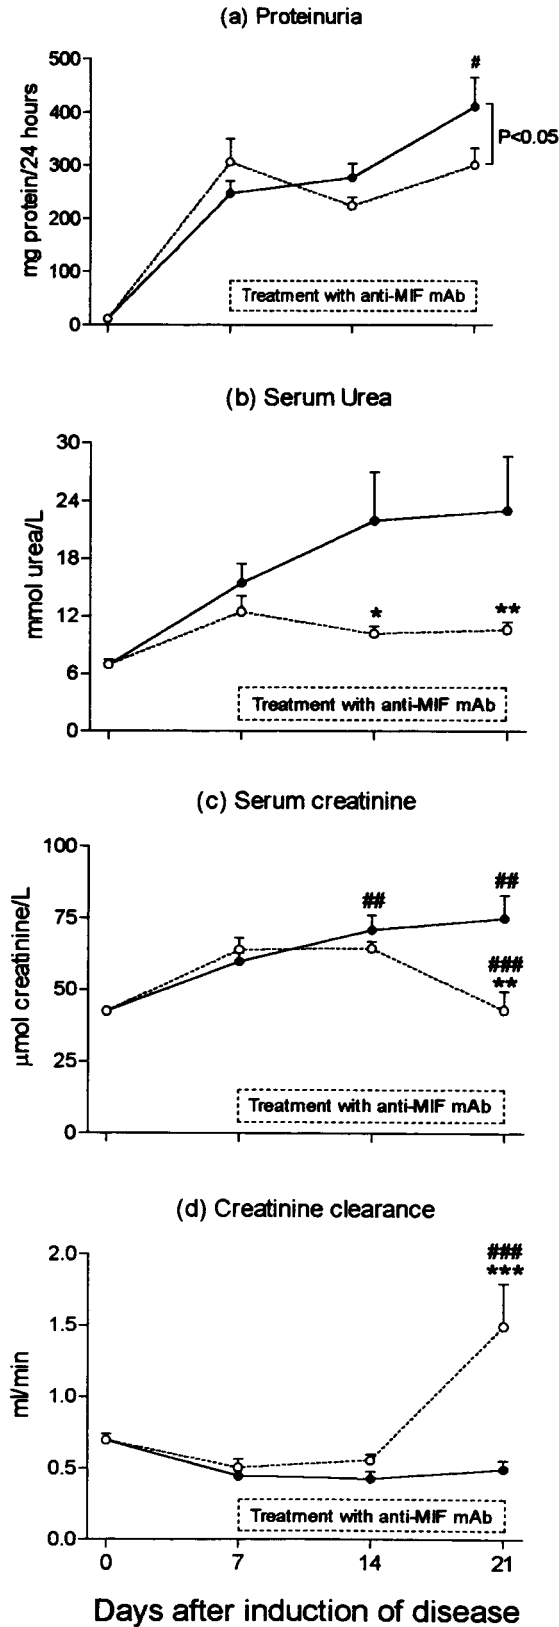 (a) Proteinuria
500
400
300
200
100
0
mg protein/24 hours
#
P<0.05
Treatment with anti-MIF mAb
(b) Serum Urea
30
24
18
12
6
0
mmol urea/L
*
**
Treatment with anti-MIF mAb
(c) Serum creatinine
100
75
50
25
0
µmol creatinine/L
##
##
###
**
Treatment with anti-MIF mAb
(d) Creatinine clearance
2.0
1.5
1.0
0.5
0.0
ml/min
###
***
Treatment with anti-MIF mAb
0 7 14 21
Days after induction of disease